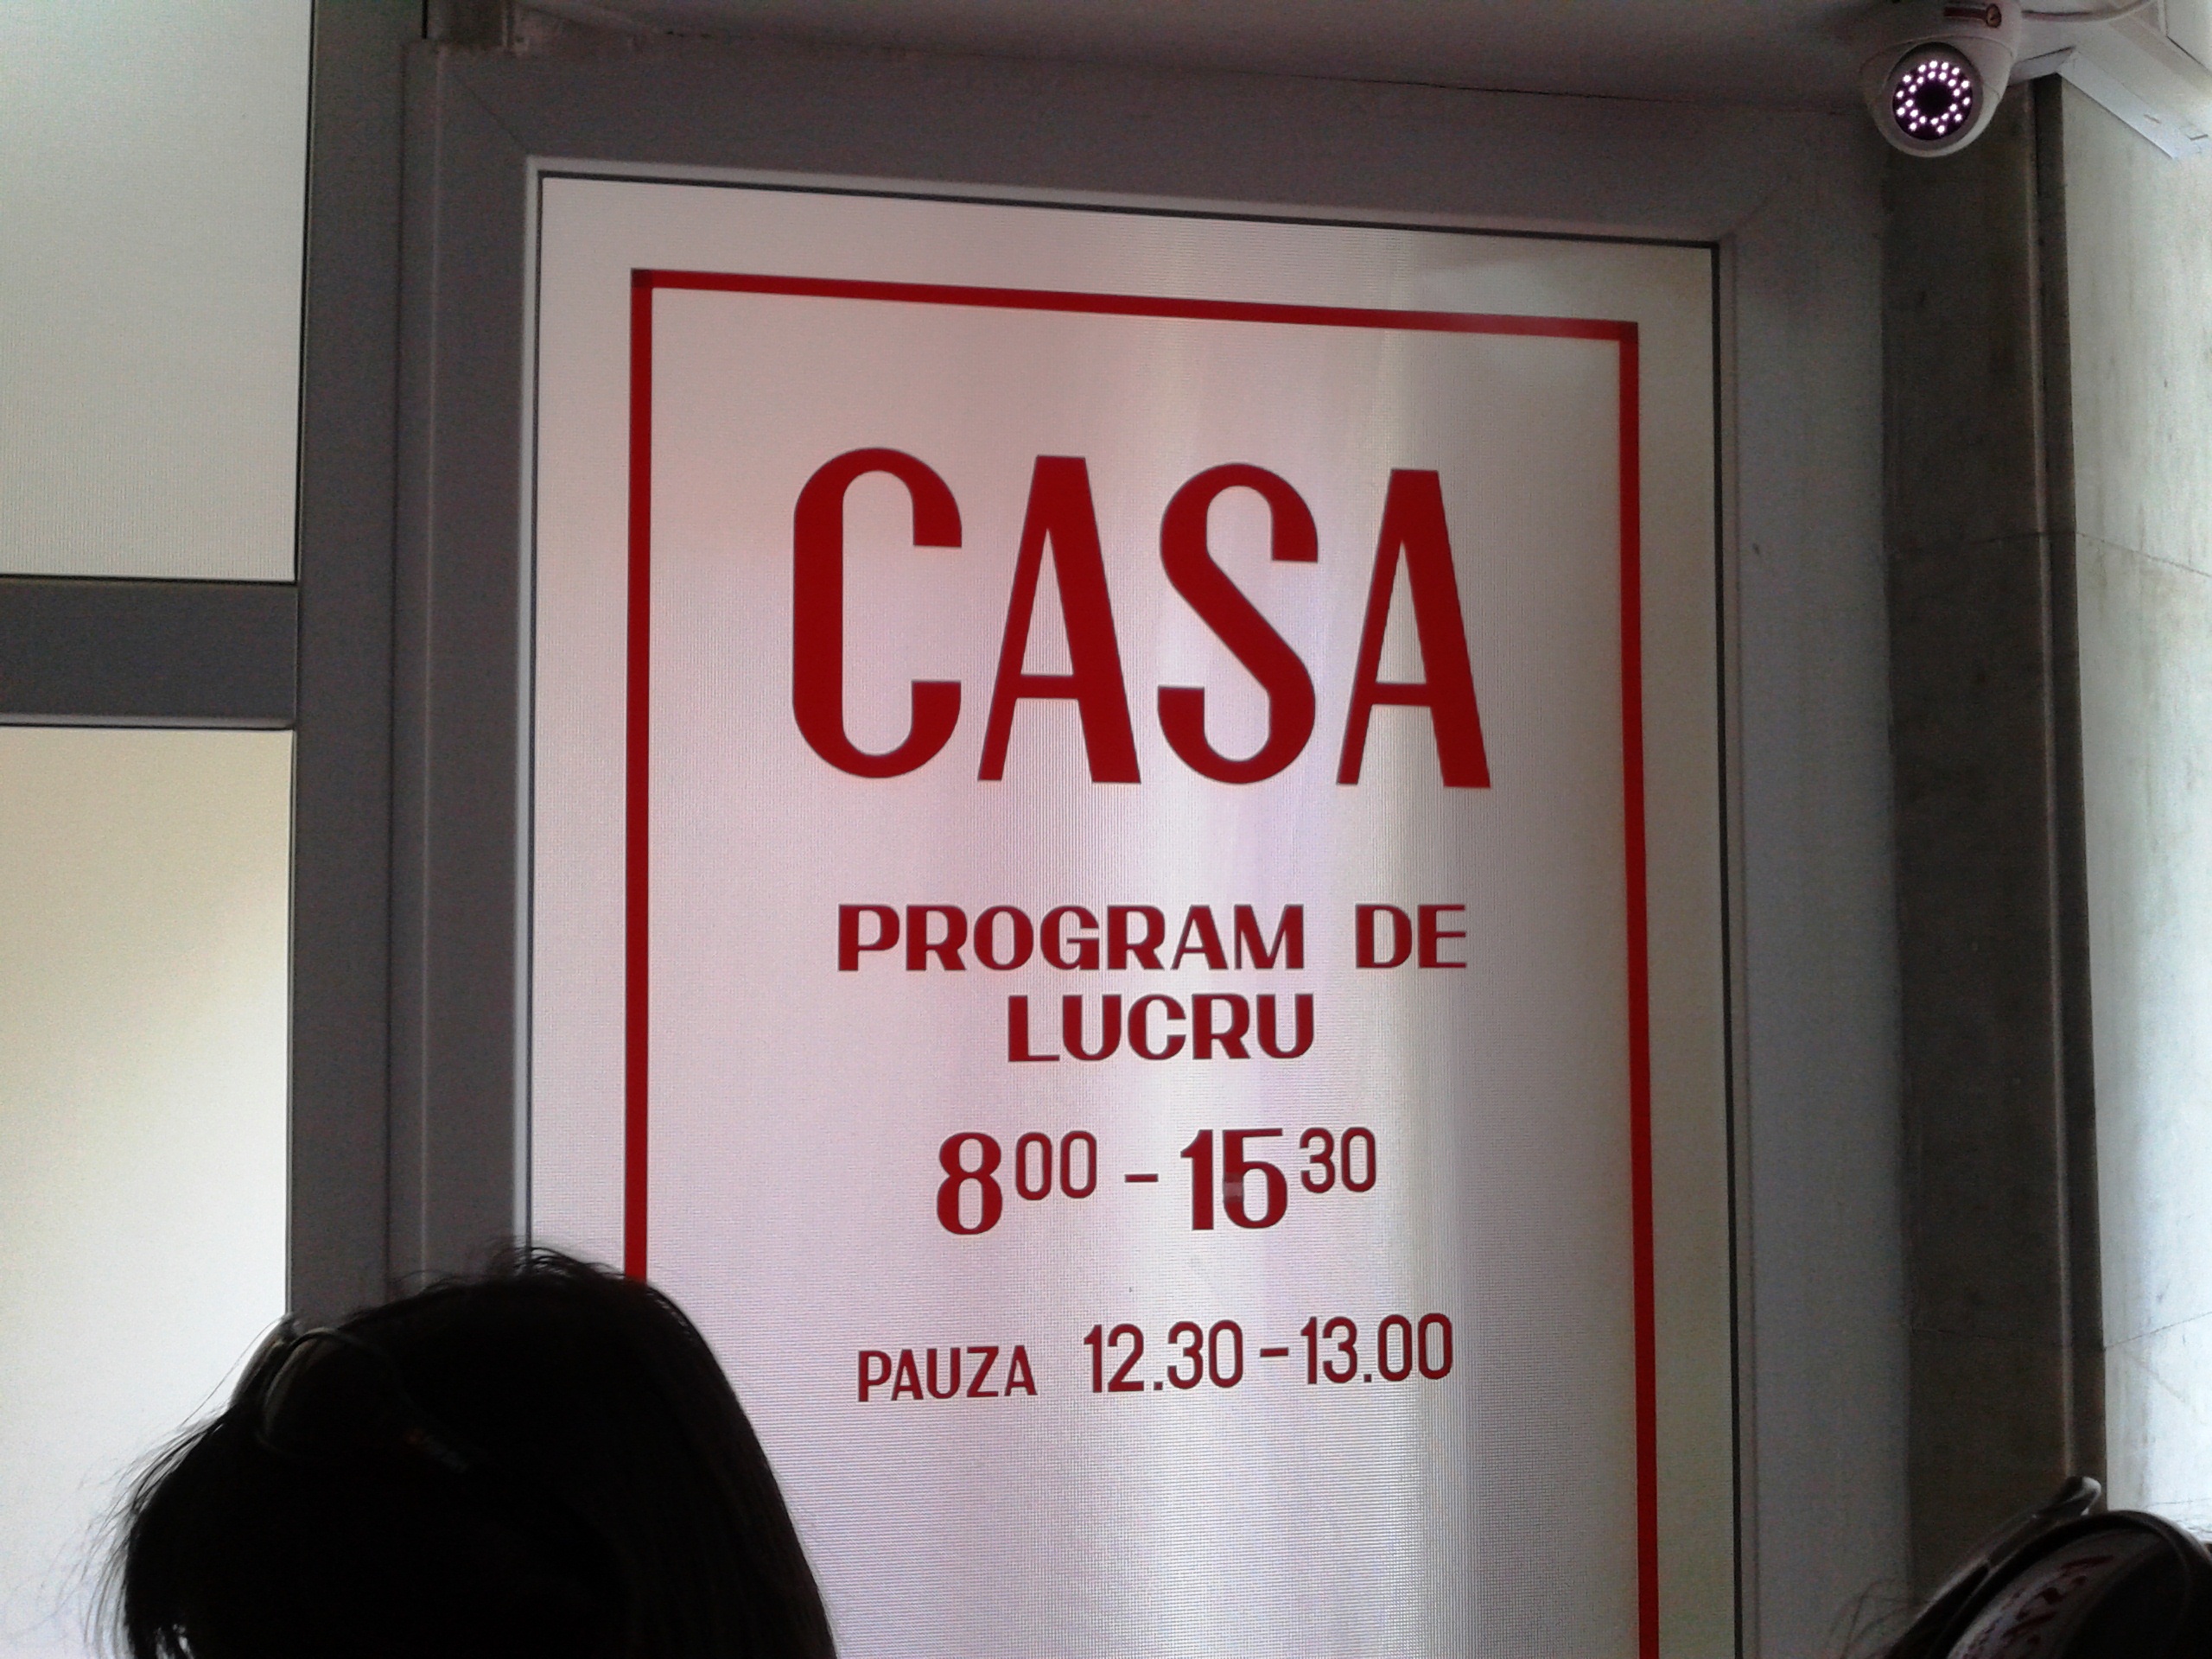 CASA
PROGRAM DE
LUCRU
800 - 1530
PAUZA 12.30-13.00